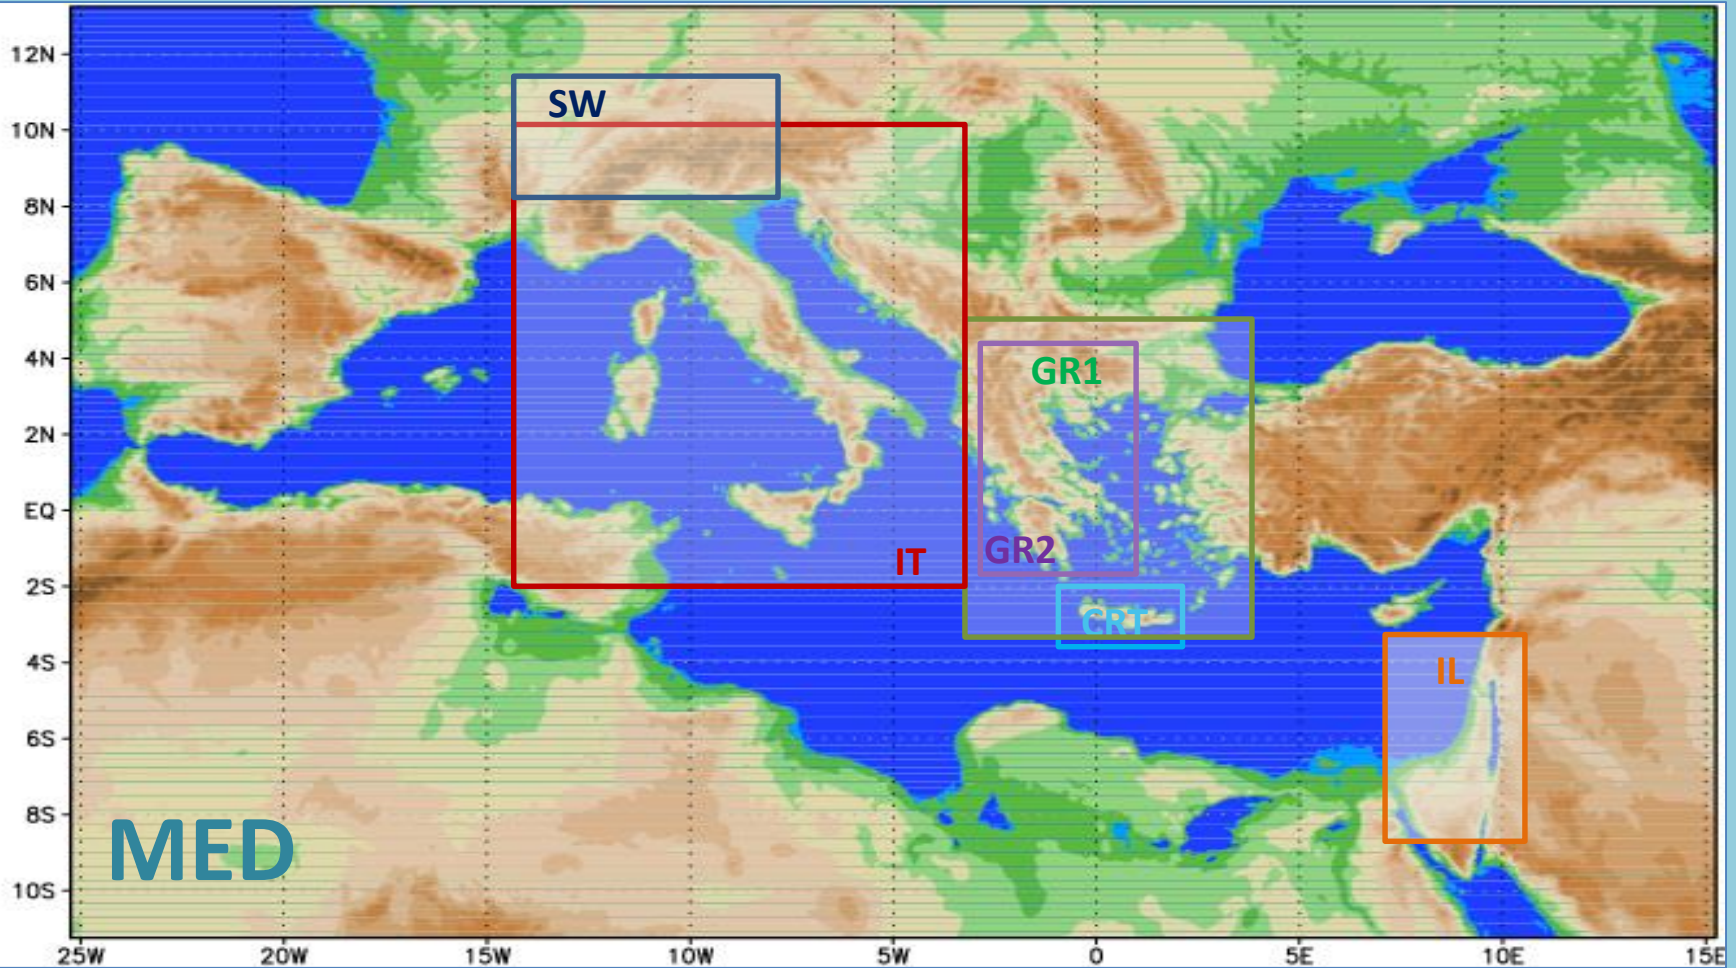 12N
10N
8N
6N
4N
2N
EQ
2S
4S
6S
8S
10S
SW
GR1
GR2
IT
CRT
IL
MED
25W 20W 15W 10W 5W 0 5E 10E 15E